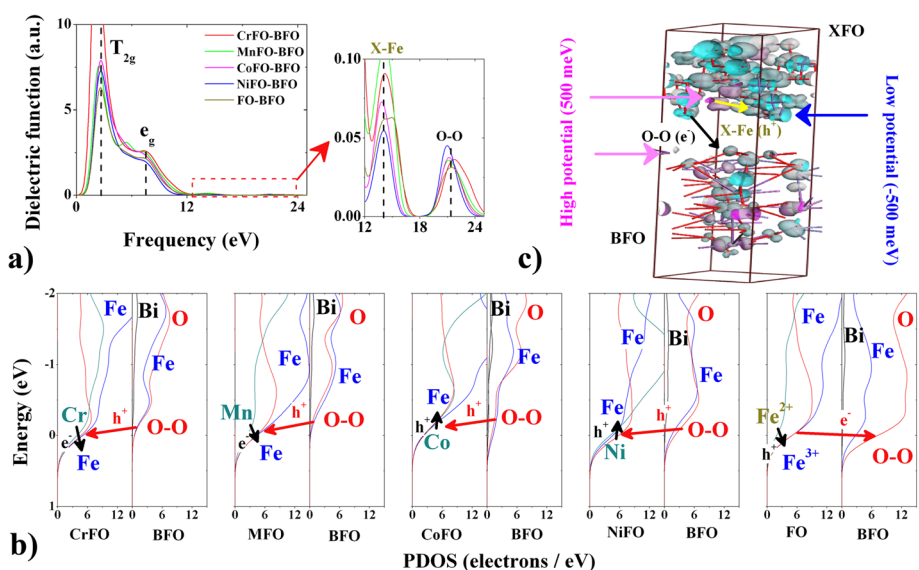 a)
Dielectric function (a.u.)
10
5
0
T2g
eg
CrFO-BFO
MnFO-BFO
CoFO-BFO
NiFO-BFO
FO-BFO
0 12 24
Frequency (eV)
X-Fe
O-O
0.10
0.05
0.00
12 18 24
c)
XFO
High potential (500 meV)
Low potential (-500 meV)
O-O (e-)
X-Fe (h+)
BFO
b)
Energy (eV)
-2
-1
0
1
Fe Bi O
Fe
Cr h+
O-O
e-
Fe
0 6 12 0 6 12
CrFO BFO
Bi O
Fe
Fe
Mn h+
O-O
e-
Fe
0 6 12 0 6 12
MFO BFO
Bi O
Fe
Fe
h+
h+
O-O
Co
0 6 12 0 6 12
CoFO BFO
Bi O
Fe
Fe
h+
h+
O-O
Ni
0 6 12 0 6 12
NiFO BFO
Fe O
Bi
Fe
Fe2+
e-
h+
Fe3+
O-O
0 6 12 0 6 12
FO BFO
PDOS (electrons / eV)